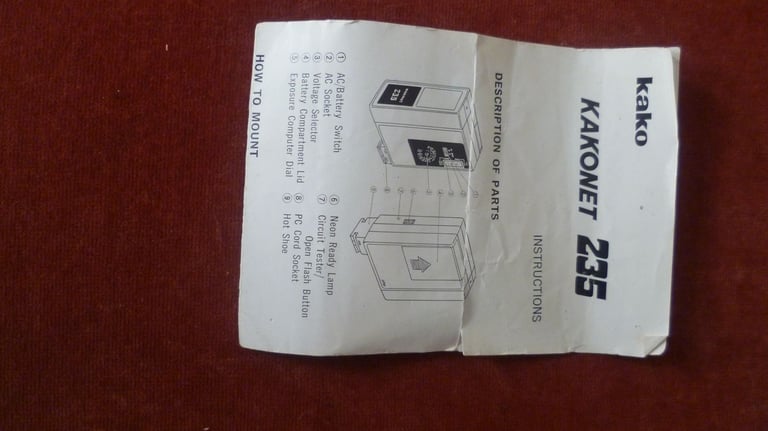 kako
KAKONET 235
INSTRUCTIONS
DESCRIPTION OF PARTS
235
① AC/Battery Switch
② AC Socket
③ Voltage Selector
④ Battery Compartment Lid
⑤ Exposure Computer Dial
⑥ Neon Ready Lamp
⑦ Circuit Tester/
Open Flash Button
⑧ PC Cord Socket
⑨ Hot Shoe
HOW TO MOUNT